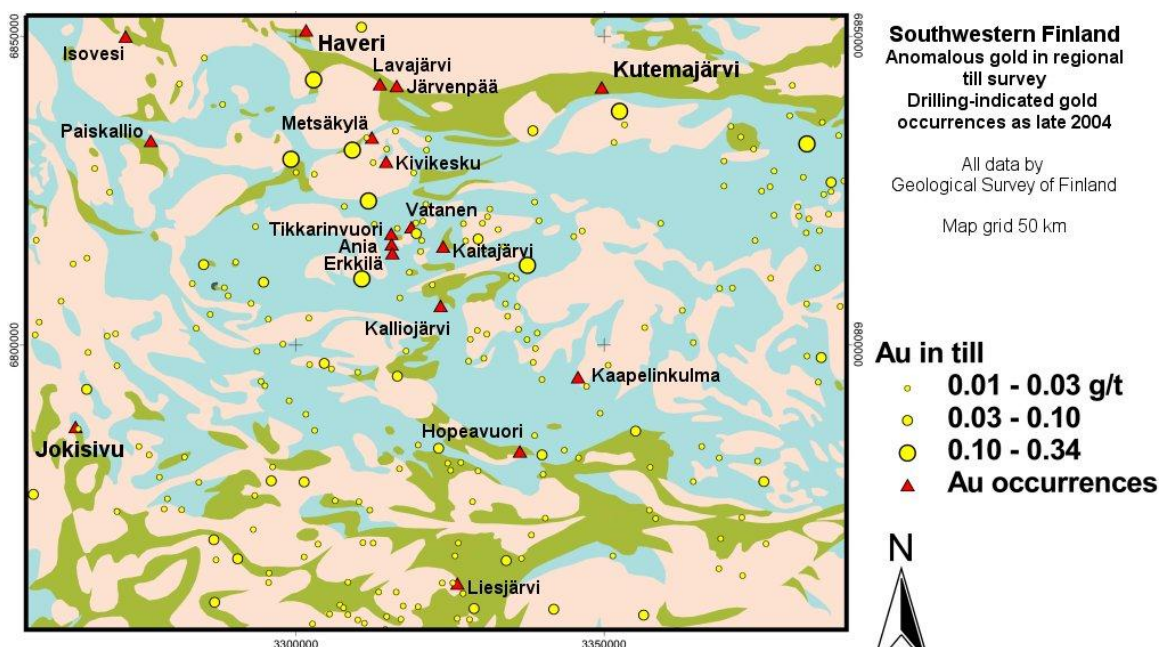 6850000
6850000
Isovesi
Haveri
Lavajärvi
Järvenpää
Kutemajärvi
Paiskallio
Metsäkylä
Kivikesku
Vatanen
Tikkarinvuori
Ania
Erkkilä
Kaitajärvi
Kalliojärvi
6800000
6800000
Kaapelinkulma
Jokisivu
Hopeavuori
Liesjärvi
3300000
3350000
Southwestern Finland
Anomalous gold in regional
till survey
Drilling-indicated gold
occurrences as late 2004
All data by
Geological Survey of Finland
Map grid 50 km
Au in till
0.01 - 0.03 g/t
0.03 - 0.10
0.10 - 0.34
Au occurrences
N